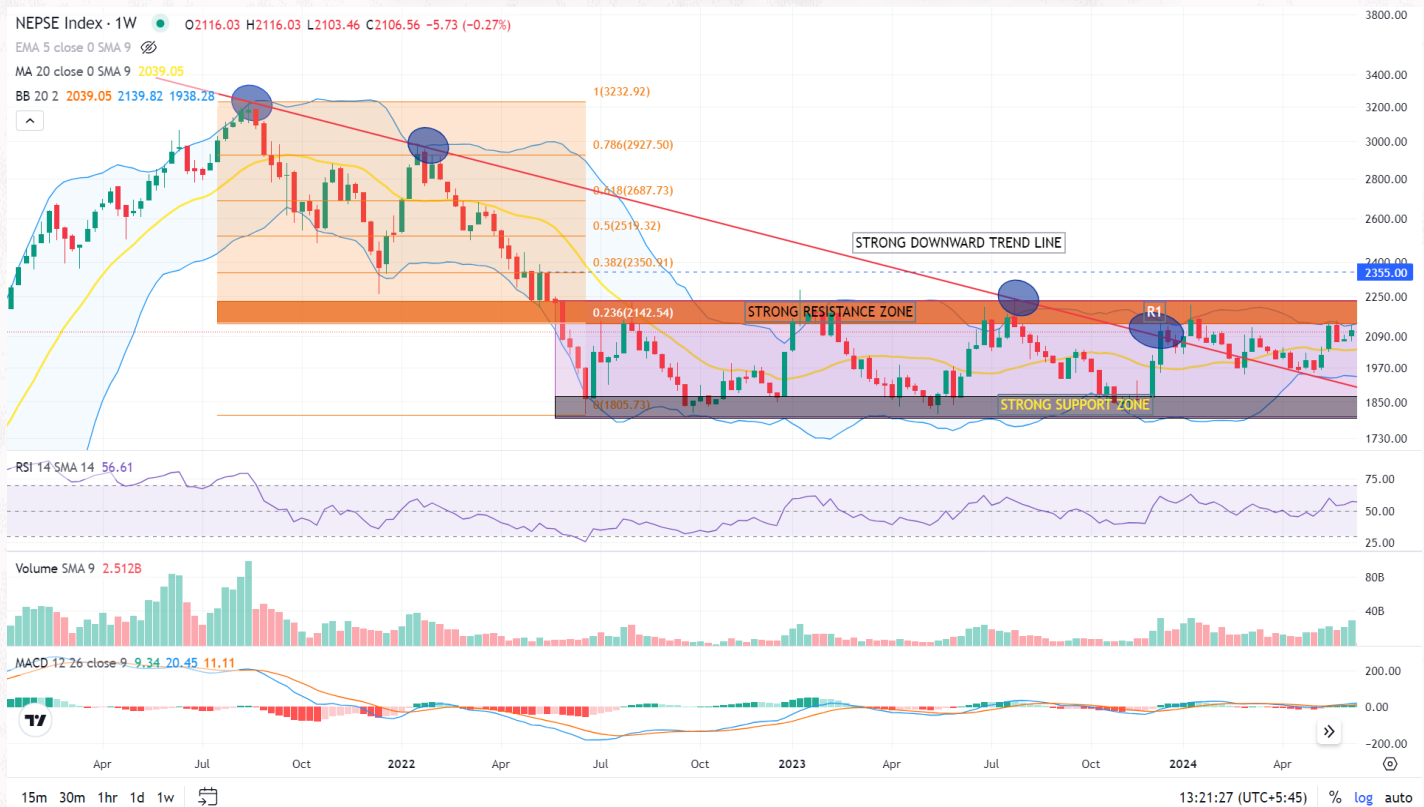 NEPSE Index · 1W O2116.03 H2116.03 L2103.46 C2106.56 −5.73 (−0.27%)
EMA 5 close 0 SMA 9
MA 20 close 0 SMA 9 2039.05
BB 20 2 2039.05 2139.82 1938.28
1(3232.92)
0.786(2927.50)
0.618(2687.73)
0.5(2519.32)
0.382(2350.91)
0.236(2142.54)
0(1805.73)
STRONG DOWNWARD TREND LINE
STRONG RESISTANCE ZONE
R1
STRONG SUPPORT ZONE
3800.00
3400.00
3200.00
3000.00
2800.00
2600.00
2400.00
2355.00
2250.00
2090.00
1970.00
1850.00
1730.00
RSI 14 SMA 14 56.61
75.00
50.00
25.00
Volume SMA 9 2.512B
80B
40B
MACD 12 26 close 9 9.34 20.45 11.11
200.00
0.00
−200.00
Apr Jul Oct 2022 Apr Jul Oct 2023 Apr Jul Oct 2024 Apr
15m 30m 1hr 1d 1w 13:21:27 (UTC+5:45) % log auto